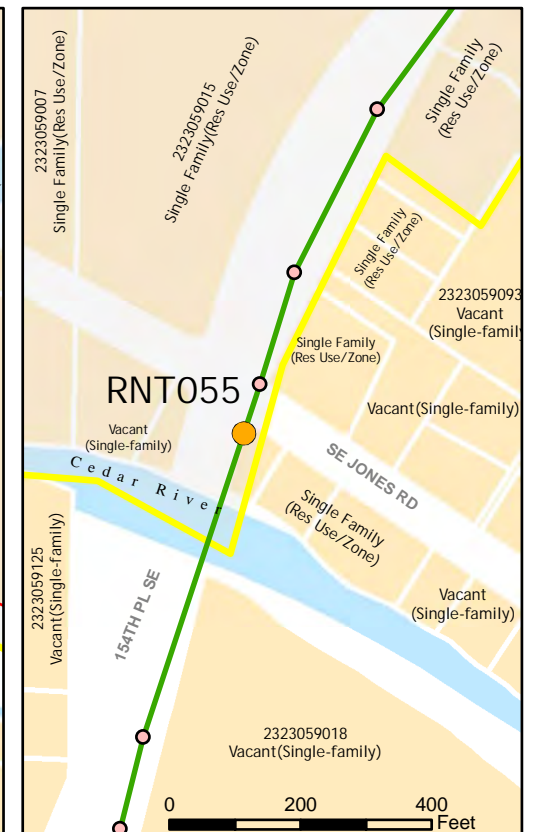 2323059007
Single Family(Res Use/Zone)
2323059015
Single Family(Res Use/Zone)
Single Family
(Res Use/Zone)
Single Family
(Res Use/Zone)
2323059093
Vacant
(Single-family
Single Family
(Res Use/Zone)
RNT055
Vacant(Single-family)
Vacant
(Single-family)
SE JONES RD
Cedar River
Single Family
(Res Use/Zone)
2323059125
Vacant(Single-family)
154TH PL SE
Vacant
(Single-family)
2323059018
Vacant(Single-family)
0 200 400
Feet